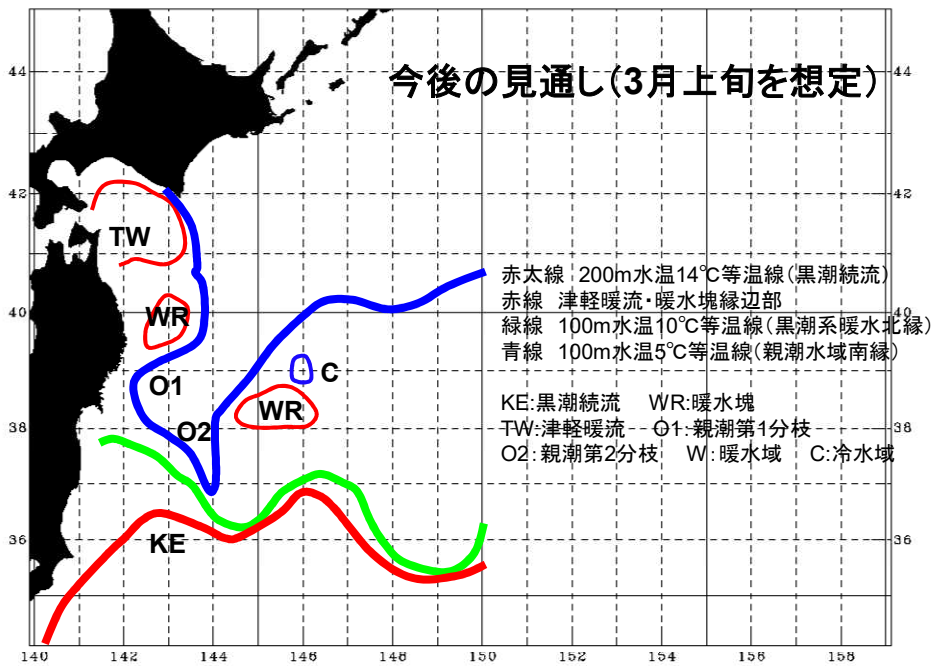 今後の見通し(3月上旬を想定)
44
44
42
42
TW
赤太線 200m水温14℃等温線(黒潮続流)
赤線 津軽暖流・暖水塊縁辺部
40
WR
40
緑線 100m水温10℃等温線(黒潮系暖水北縁)
青線 100m水温5℃等温線(親潮水域南縁)
C
O1
WR
KE:黒潮続流 WR:暖水塊
38
O2
38
TW:津軽暖流 O1:親潮第1分枝
O2:親潮第2分枝 W:暖水域 C:冷水域
36
KE
36
140 142 144 146 148 150 152 154 156 158